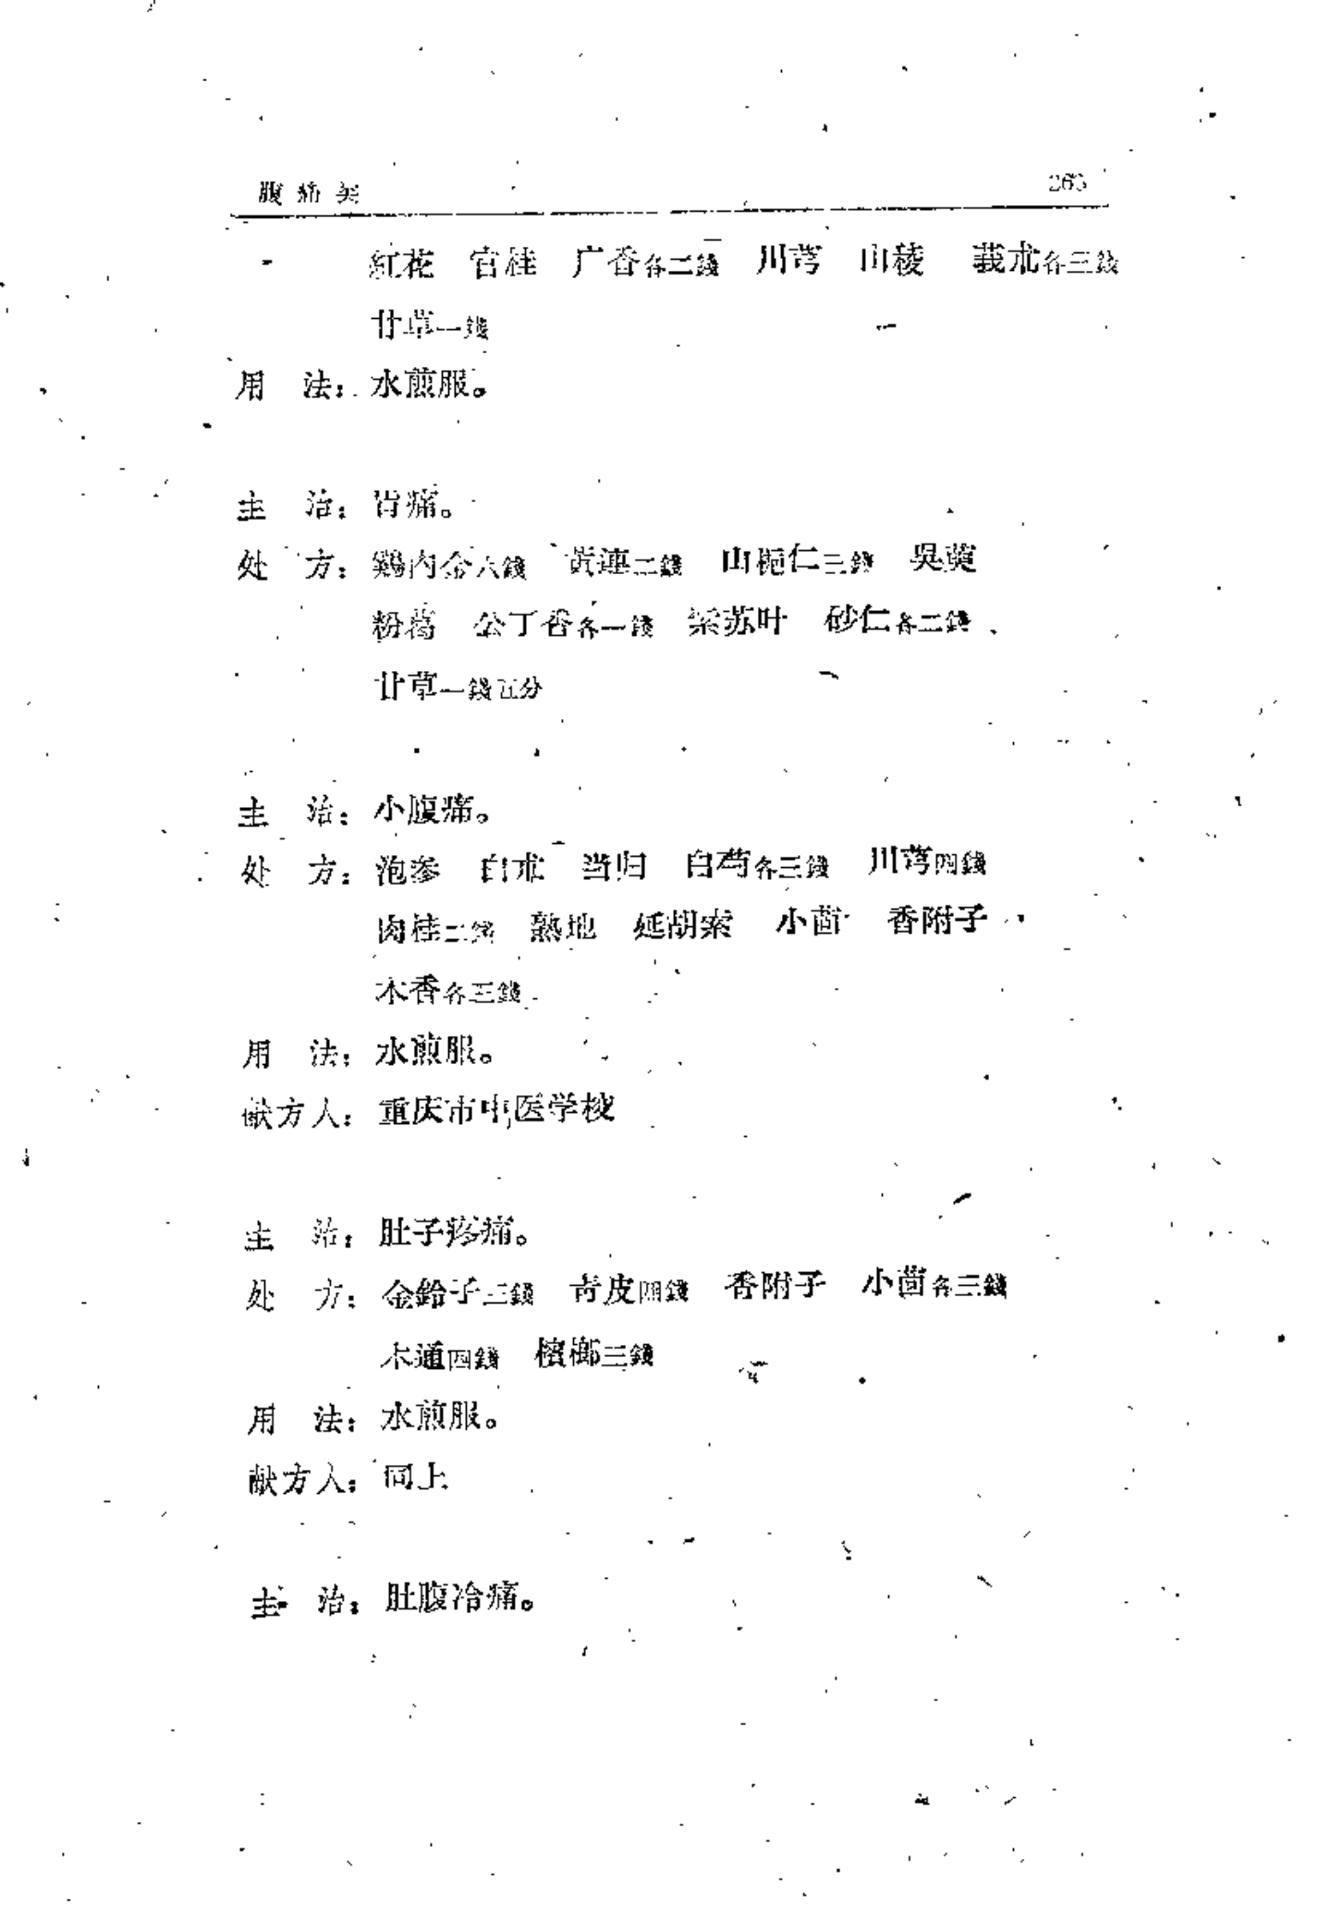 腹痛类 263
紅花 官桂 广香各二錢 川芎 山稜 莪朮各三錢
甘草一錢
用 法：水煎服。
主 治：胃痛。
处 方：鷄內金六錢 黃連二錢 山梔仁三錢 吳萸
粉葛 公丁香各一錢 紫苏叶 砂仁各二錢
甘草一錢五分
主 治：小腹痛。
处 方：泡参 白朮 当归 白芍各三錢 川芎四錢
肉桂二錢 熟地 延胡索 小茴 香附子
木香各三錢
用 法：水煎服。
献方人：重庆市中医学校
主 治：肚子疼痛。
处 方：金鈴子三錢 青皮四錢 香附子 小茴各三錢
木通四錢 檳榔三錢
用 法：水煎服。
献方人：同上
主 治：肚腹冷痛。